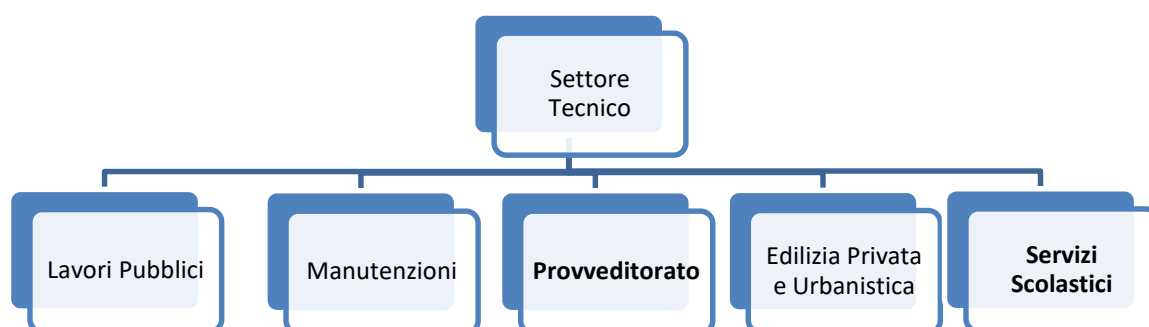 Settore
Tecnico
Lavori Pubblici
Manutenzioni
Provveditorato
Edilizia Privata
e Urbanistica
Servizi
Scolastici